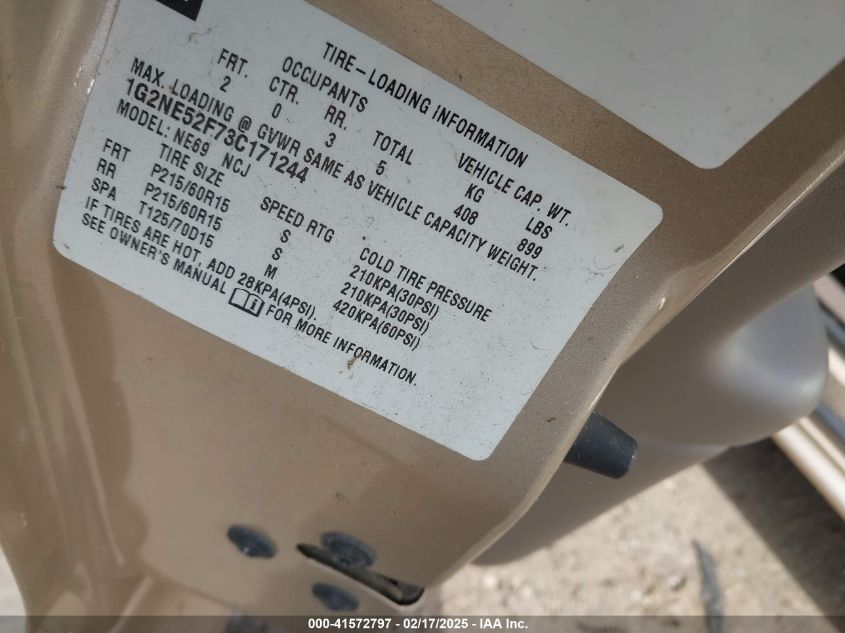 TIRE-LOADING INFORMATION
OCCUPANTS VEHICLE CAP. WT.
FRT. CTR. RR. TOTAL KG LBS
2 0 3 5 408 899
MAX. LOADING @ GVWR SAME AS VEHICLE CAPACITY WEIGHT.
1G2NE52F73C171244
MODEL: NE69 NCJ
TIRE SIZE SPEED RTG COLD TIRE PRESSURE
FRT P215/60R15 S 210KPA(30PSI)
RR P215/60R15 S 210KPA(30PSI)
SPA T125/70D15 M 420KPA(60PSI)
IF TIRES ARE HOT, ADD 28KPA(4PSI).
SEE OWNER'S MANUAL FOR MORE INFORMATION.
000-41572797 - 02/17/2025 - IAA Inc.